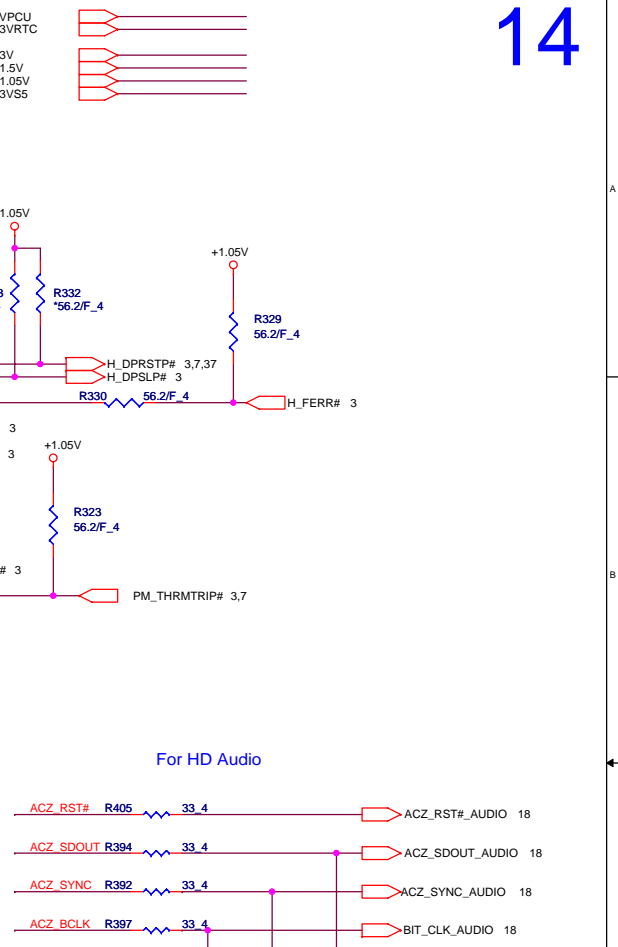 VPCU
3VRTC
14
3V
1.5V
1.05V
3VS5
A
1.05V
+1.05V
R332
*56.2/F_4
R329
56.2/F_4
H_DPRSTP# 3,7,37
H_DPSLP# 3
R330 56.2/F_4
H_FERR# 3
3
+1.05V
3
R323
56.2/F_4
# 3
B
PM_THRMTRIP# 3,7
For HD Audio
ACZ_RST# R405 33_4 ACZ_RST#_AUDIO 18
ACZ_SDOUT R394 33_4 ACZ_SDOUT_AUDIO 18
ACZ_SYNC R392 33_4 ACZ_SYNC_AUDIO 18
ACZ_BCLK R397 33_4 BIT_CLK_AUDIO 18